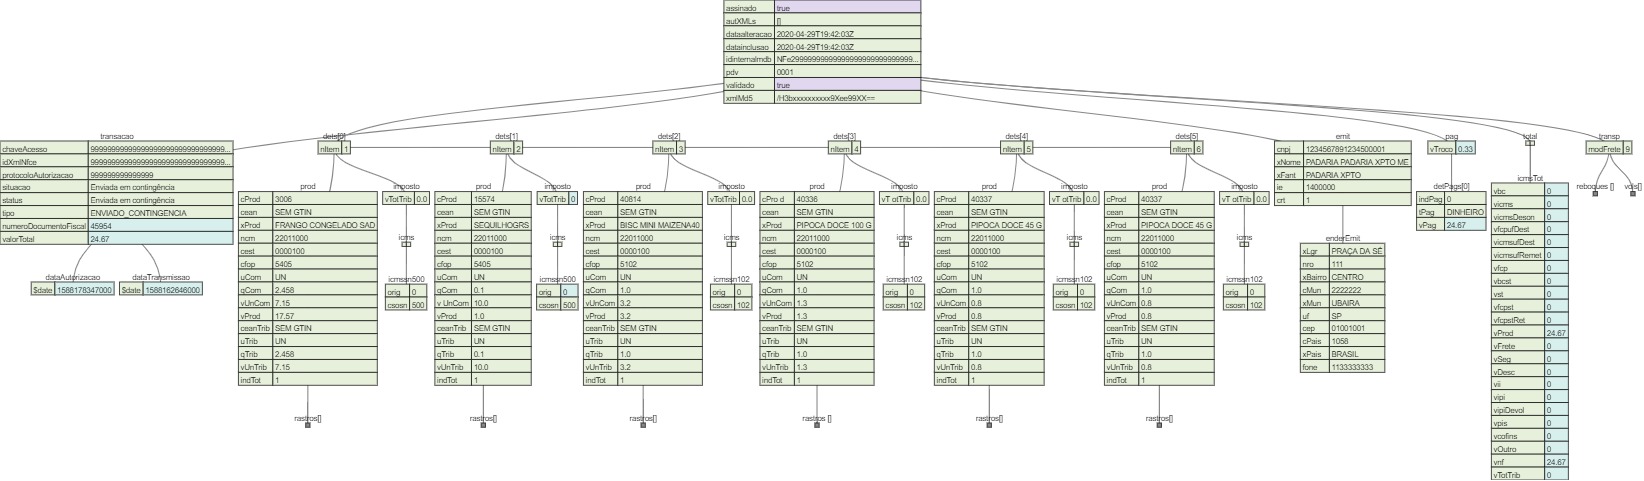 assinado true
autXMLs []
dataalteracao 2020-04-29T19:42:03Z
datainclusao 2020-04-29T19:42:03Z
idinternalmdb NFe29999999999999999999999999999999...
pdv 0001
validado true
xmlMd5 /H3bxxxxxxxxxx9Xee99XX==
transacao
chaveAcesso 9999999999999999999999999999999999...
idXmlNfce 9999999999999999999999999999999999...
protocoloAutorizacao 999999999999999
situacao Enviada em contingência
status Enviada em contingência
tipo ENVIADO_CONTINGENCIA
numeroDocumentoFiscal 45954
valorTotal 24.67
dataAutorizacao
$date 1588178347000
dataTransmissao
$date 1588162646000
dets[0]
nItem 1
prod
cProd 3006
cean SEM GTIN
xProd FRANGO CONGELADO SAD
ncm 22011000
cest 0000100
cfop 5405
uCom UN
qCom 2.458
vUnCom 7.15
vProd 17.57
ceanTrib SEM GTIN
uTrib UN
qTrib 2.458
vUnTrib 7.15
indTot 1
rastros[]
imposto
vTotTrib 0.0
icms
icmssn500
orig 0
csosn 500
dets[1]
nItem 2
prod
cProd 15574
cean SEM GTIN
xProd SEQUILHOGRS
ncm 22011000
cest 0000100
cfop 5405
uCom UN
qCom 0.1
v UnCom 10.0
vProd 1.0
ceanTrib SEM GTIN
uTrib UN
qTrib 0.1
vUnTrib 10.0
indTot 1
rastros[]
imposto
vTotTrib 0
icms
icmssn500
orig 0
csosn 500
dets[2]
nItem 3
prod
cProd 40814
cean SEM GTIN
xProd BISC MINI MAIZENA40
ncm 22011000
cest 0000100
cfop 5102
uCom UN
qCom 1.0
vUnCom 3.2
vProd 3.2
ceanTrib SEM GTIN
uTrib UN
qTrib 1.0
vUnTrib 3.2
indTot 1
rastros[]
imposto
vTotTrib 0.0
icms
icmssn102
orig 0
csosn 102
dets[3]
nItem 4
prod
cPro d 40336
cean SEM GTIN
xProd PIPOCA DOCE 100 G
ncm 22011000
cest 0000100
cfop 5102
uCom UN
qCom 1.0
vUnCom 1.3
vProd 1.3
ceanTrib SEM GTIN
uTrib UN
qTrib 1.0
vUnTrib 1.3
indTot 1
rastros []
imposto
vT otTrib 0.0
icms
icmssn102
orig 0
csosn 102
dets[4]
nItem 5
prod
cProd 40337
cean SEM GTIN
xProd PIPOCA DOCE 45 G
ncm 22011000
cest 0000100
cfop 5102
uCom UN
qCom 1.0
vUnCom 0.8
vProd 0.8
ceanTrib SEM GTIN
uTrib UN
qTrib 1.0
vUnTrib 0.8
indTot 1
rastros[]
imposto
vT otTrib 0.0
icms
icmssn102
orig 0
csosn 102
dets[5]
nItem 6
prod
cProd 40337
cean SEM GTIN
xProd PIPOCA DOCE 45 G
ncm 22011000
cest 0000100
cfop 5102
uCom UN
qCom 1.0
vUnCom 0.8
vProd 0.8
ceanTrib SEM GTIN
uTrib UN
qTrib 1.0
vUnTrib 0.8
indTot 1
rastros[]
imposto
vT otTrib 0.0
icms
icmssn102
orig 0
csosn 102
emit
cnpj 1234567891234500001
xNome PADARIA PADARIA XPTO ME
xFant PADARIA XPTO
ie 1400000
crt 1
enderEmit
xLgr PRAÇA DA SÉ
nro 111
xBairro CENTRO
cMun 2222222
xMun UBAIRA
uf SP
cep 01001001
cPais 1058
xPais BRASIL
fone 1133333333
pag
vTroco 0.33
detPags[0]
indPag 0
tPag DINHEIRO
vPag 24.67
total
icmsTot
vbc 0
vicms 0
vicmsDeson 0
vfcpufDest 0
vicmsufDest 0
vicmsufRemet 0
vfcp 0
vbcst 0
vst 0
vfcpst 0
vfcpstRet 0
vProd 24.67
vFrete 0
vSeg 0
vDesc 0
vii 0
vipi 0
vipiDevol 0
vpis 0
vcofins 0
vOutro 0
vnf 24.67
vTotTrib 0
transp
modFrete 9
reboques []
vols[]